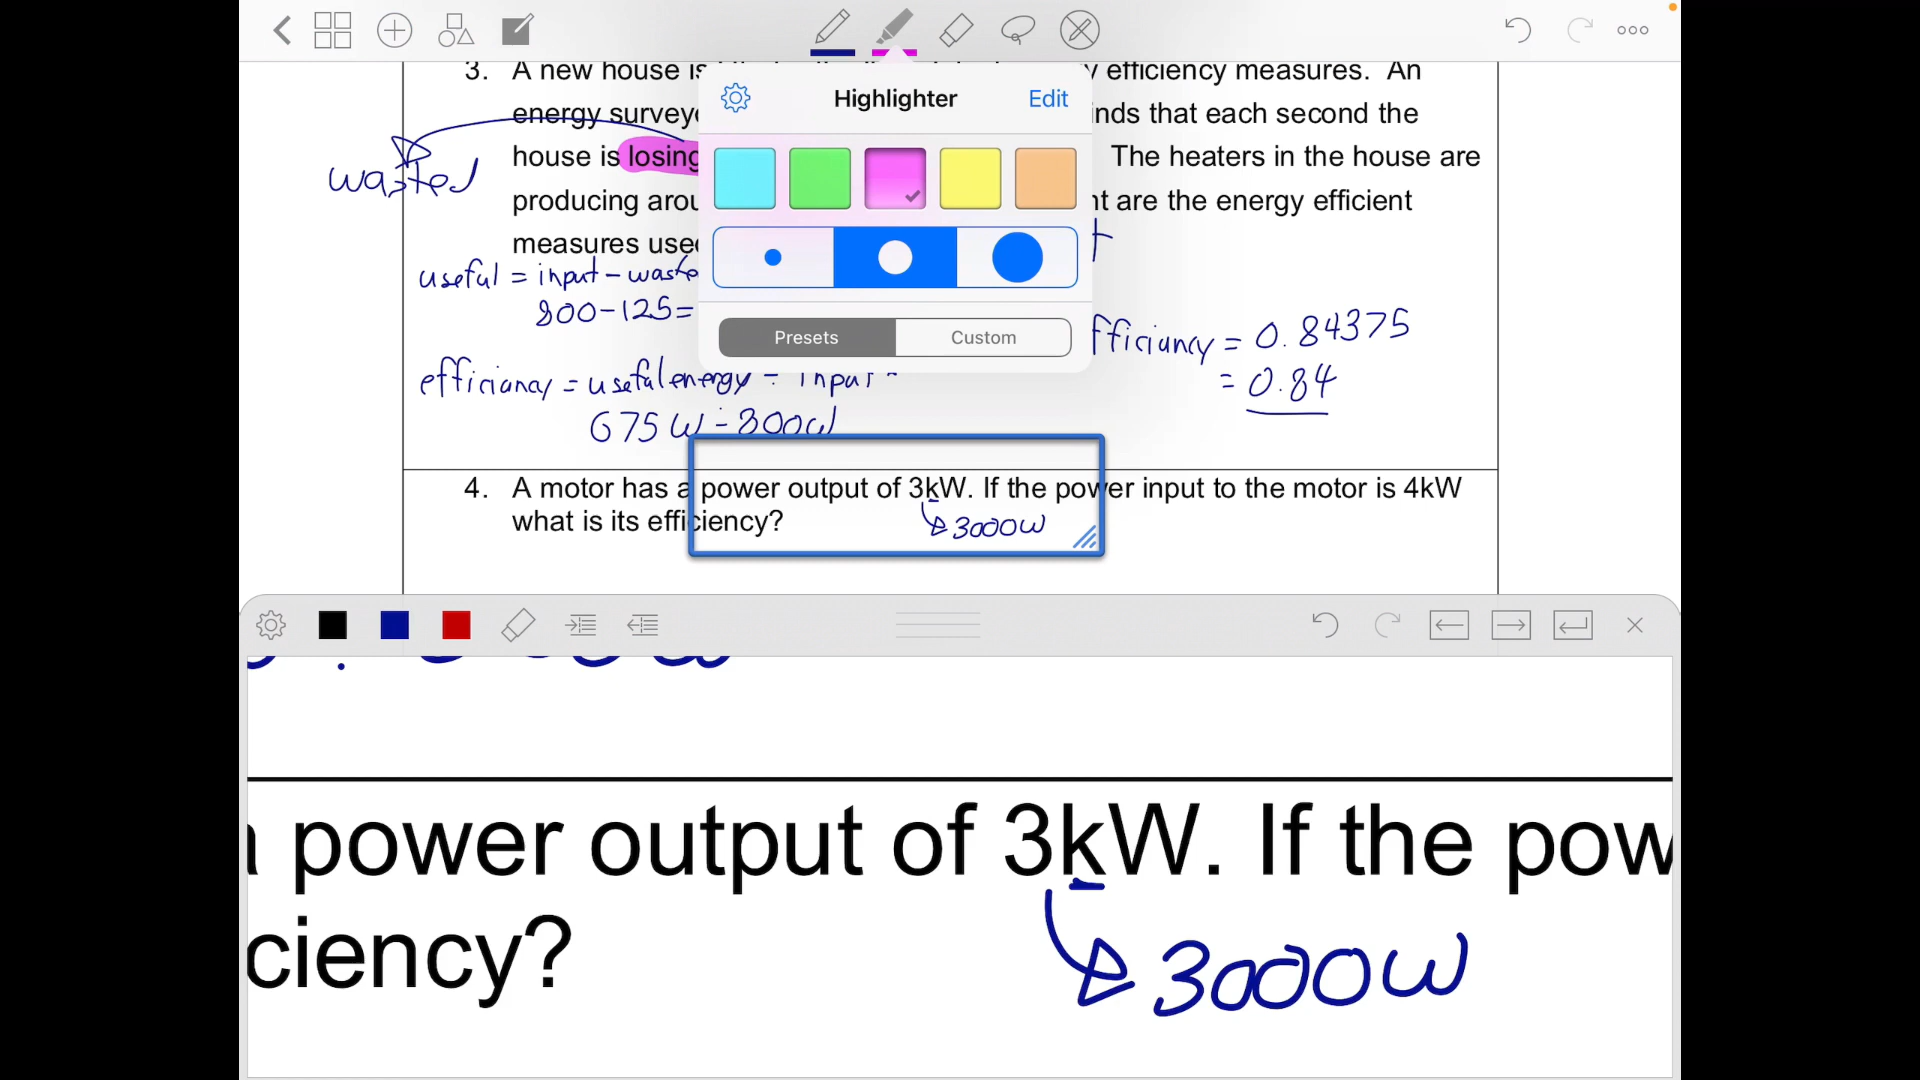 Highlighter
Edit
Presets
Custom
3. A new house is
y efficiency measures. An
energy surveye
inds that each second the
house is losing
The heaters in the house are
producing arou
nt are the energy efficient
measures used
wasted
useful = input - waste
800 - 125 =
efficiancy = useful energy ÷ input
675 W ÷ 800W
fficiancy = 0.84375
= 0.84
4. A motor has a power output of 3kW. If the power input to the motor is 4kW
what is its efficiency?
3000W
a power output of 3kW. If the pow
ciency?
3000W